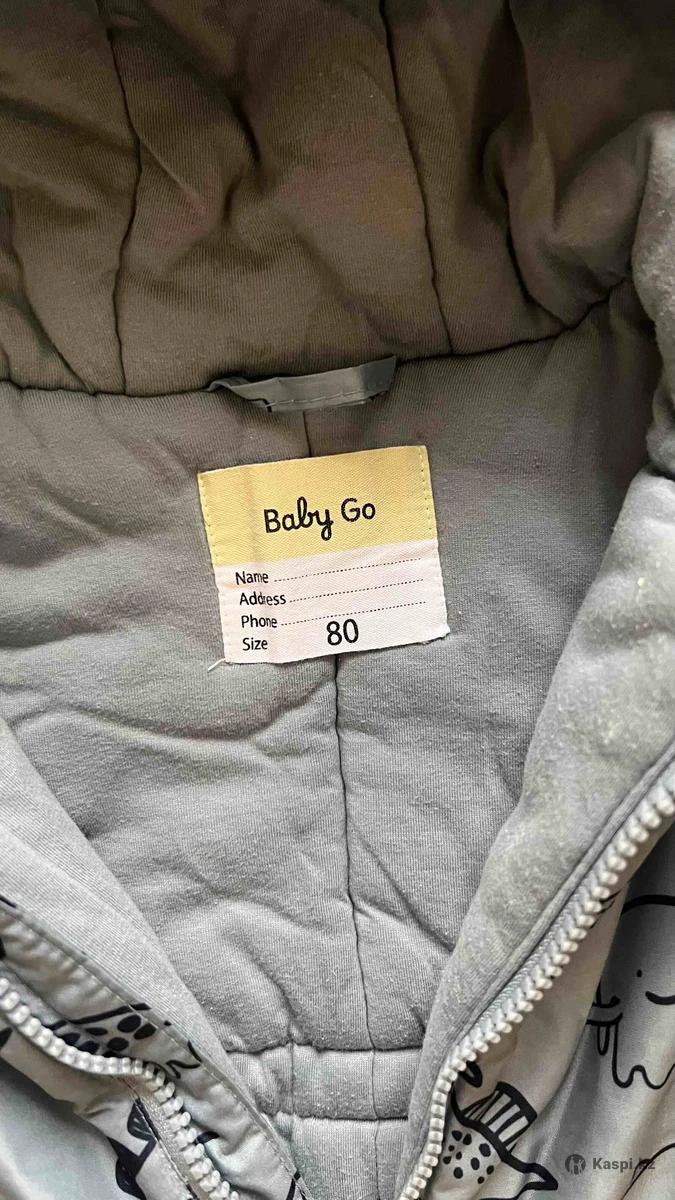 Baby Go
Name
Address
Phone
Size 80
Kaspi.kz